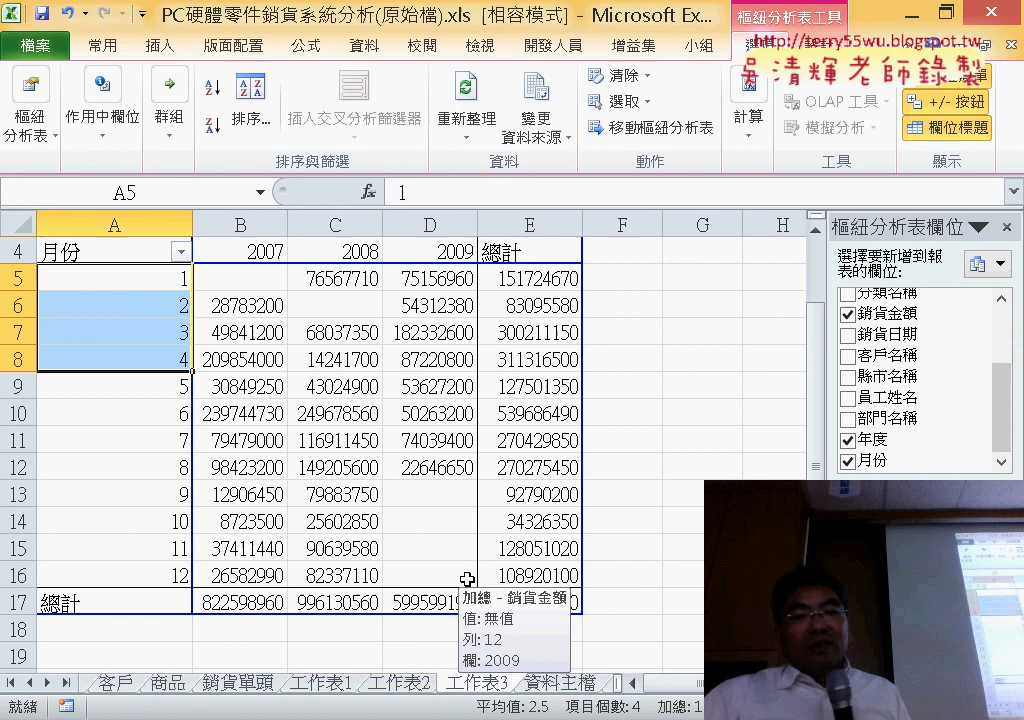 PC硬體零件銷貨系統分析(原始檔).xls [相容模式] - Microsoft Ex...
樞紐分析表工具
http://terry55wu.blogspot.tw
吳清輝老師錄製
檔案 常用 插入 版面配置 公式 資料 校閱 檢視 開發人員 增益集 小組
樞紐分析表 作用中欄位 群組 排序... 插入交叉分析篩選器 重新整理 變更資料來源 清除 選取 移動樞紐分析表 計算 OLAP 工具 模擬分析 +/- 按鈕 欄位標題
排序與篩選 資料 動作 工具 顯示
A5 fx 1
A B C D E F G H
4 月份 2007 2008 2009 總計
5 1 76567710 75156960 151724670
6 2 28783200 54312380 83095580
7 3 49841200 68037350 182332600 300211150
8 4 209854000 14241700 87220800 311316500
9 5 30849250 43024900 53627200 127501350
10 6 239744730 249678560 50263200 539686490
11 7 79479000 116911450 74039400 270429850
12 8 98423200 149205600 22646650 270275450
13 9 12906450 79883750 92790200
14 10 8723500 25602850 34326350
15 11 37411440 90639580 128051020
16 12 26582990 82337110 108920100
17 總計 822598960 996130560 5995991
18
19
加總 - 銷貨金額
值: 無值
列: 12
欄: 2009
樞紐分析表欄位
選擇要新增到報
表的欄位:
分類名稱
銷貨金額
銷貨日期
客戶名稱
縣市名稱
員工姓名
部門名稱
年度
月份
客戶 商品 銷貨單頭 工作表1 工作表2 工作表3 資料主檔
就緒 平均值: 2.5 項目個數: 4 加總: 1